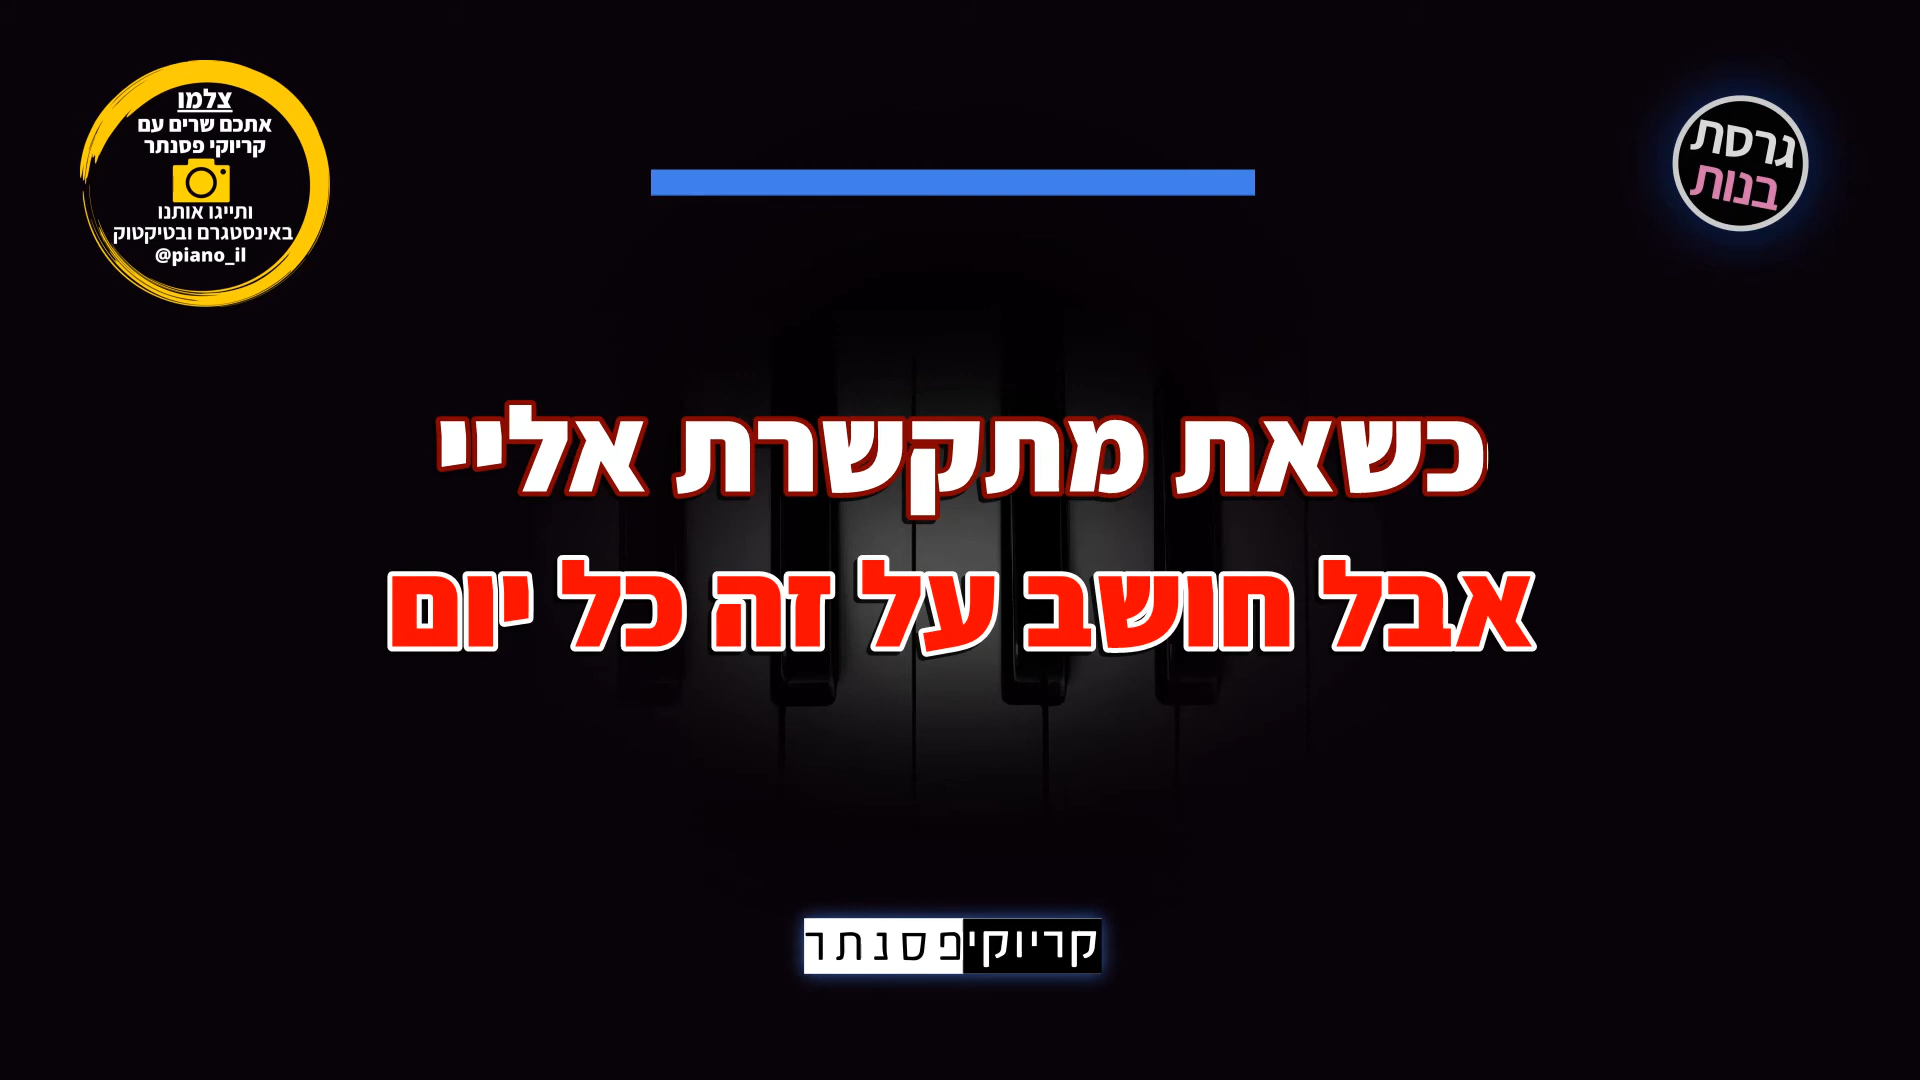 צלמו
אתכם שרים עם
קריוקי פסנתר
ותייגו אותנו
באינסטגרם ובטיקטוק
@piano_il
גרסת
בנות
כשאת מתקשרת אליי
אבל חושב על זה כל יום
קריוקיפסנתר